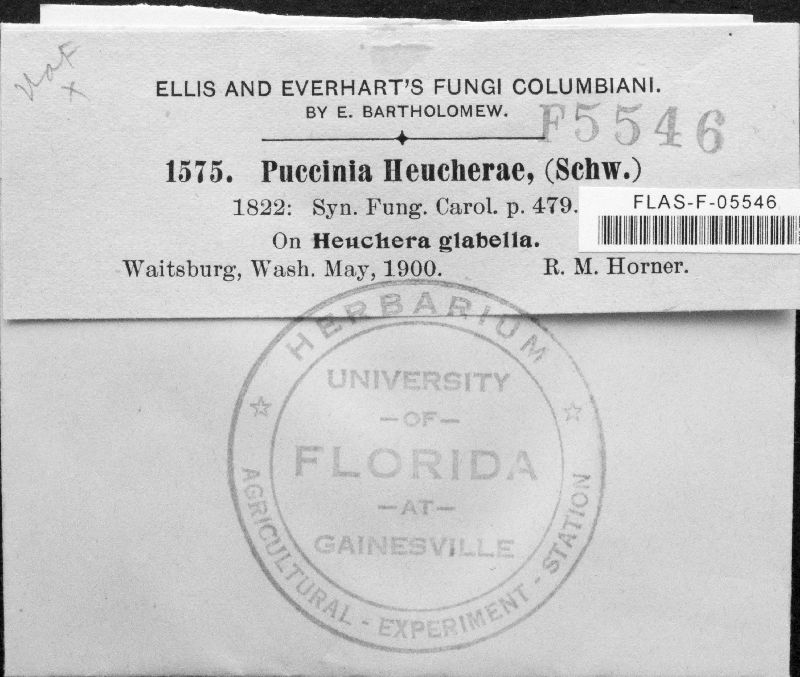 UoF
x
ELLIS AND EVERHART'S FUNGI COLUMBIANI.
BY E. BARTHOLOMEW.
F5546
1575. Puccinia Heucherae, (Schw.)
1822: Syn. Fung. Carol. p. 479.
FLAS-F-05546
On Heuchera glabella.
Waitsburg, Wash. May, 1900. R. M. Horner.
HERBARIUM
UNIVERSITY
—OF—
FLORIDA
—AT—
GAINESVILLE
AGRICULTURAL - EXPERIMENT - STATION